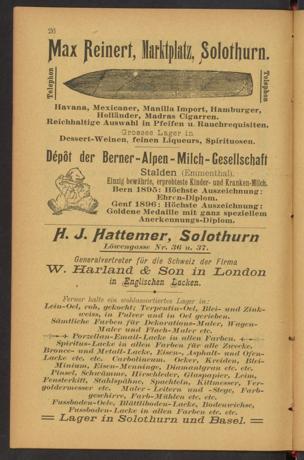 26
Max Reinert, Marktplatz, Solothurn.
Telephon
Telephon
Havana, Mexicaner, Manilla Import, Hamburger,
Holländer, Madras Cigarren.
Reichhaltige Auswahl in Pfeifen u. Rauchrequisiten.
Grosses Lager in
Dessert-Weinen, feinen Liqueurs, Spirituosen.
Dépôt der Berner-Alpen-Milch-Gesellschaft
Stalden (Emmenthal).
Einzig bewährte, erprobteste Kinder- und Kranken-Milch.
Bern 1895: Höchste Auszeichnung:
Ehren-Diplom.
Genf 1896: Höchste Auszeichnung:
Goldene Medaille mit ganz speziellem
Anerkennungs-Diplom.
H. J. Hattemer, Solothurn
Löwengasse Nr. 36 u. 37.
Generalvertreter für die Schweiz der Firma
W. Harland & Son in London
in Englischen Lacken.
Ferner halte ein wohlassortiertes Lager in:
Lein-Oel, roh, gekocht; Terpentin-Oel, Blei- und Zink-
weiss, in Pulver und in Oel gerieben.
Sämtliche Farben für Dekorations-Maler, Wagen-
Maler und Flach-Maler etc.
Porzellan-Email-Lacke in allen Farben.
Spiritus-Lacke in allen Farben für alle Zwecke.
Bronce- und Metall-Lacke, Eisen-, Asphalt- und Ofen-
Lacke etc. etc. Carbolineum, Ocker, Kreiden, Blei-
Minium, Eisen-Menninge, Diamantgrau etc. etc.
Pinsel, Schwämme, Hirschleder, Glaspapier, Leim,
Fensterkitt, Stahlspähne, Spachteln, Kittmesser, Ver-
goldermesser etc. Maler-Leitern und -Stege, Farb-
geschirre, Farb-Mühlen etc. etc.
Fussboden-Oele, Blättliboden-Lacke, Bodenwichse,
Fussboden-Lacke in allen Farben etc. etc.
Lager in Solothurn und Basel.